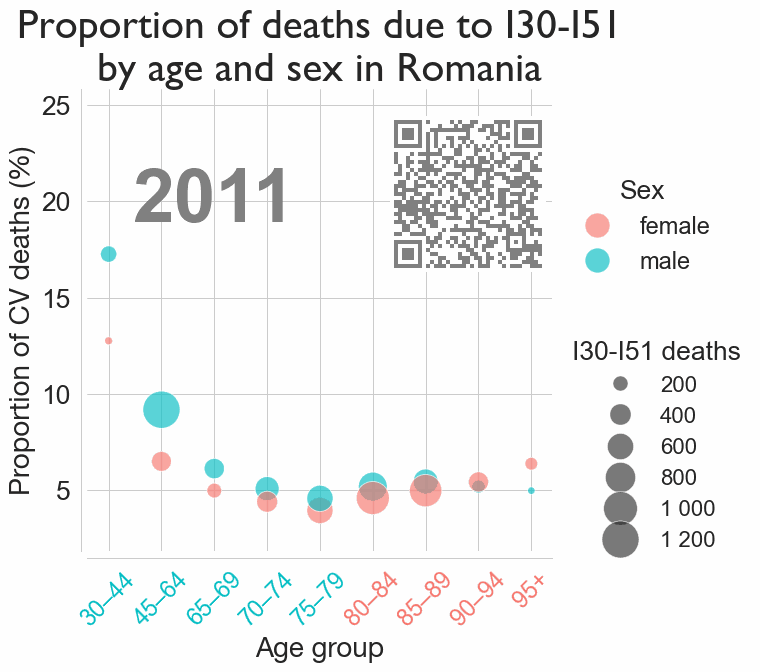 Proportion of deaths due to I30-I51
by age and sex in Romania
Proportion of CV deaths (%)
25
20
15
10
5
2011
30–44
45–64
65–69
70–74
75–79
80–84
85–89
90–94
95+
Age group
Sex
female
male
I30-I51 deaths
200
400
600
800
1 000
1 200